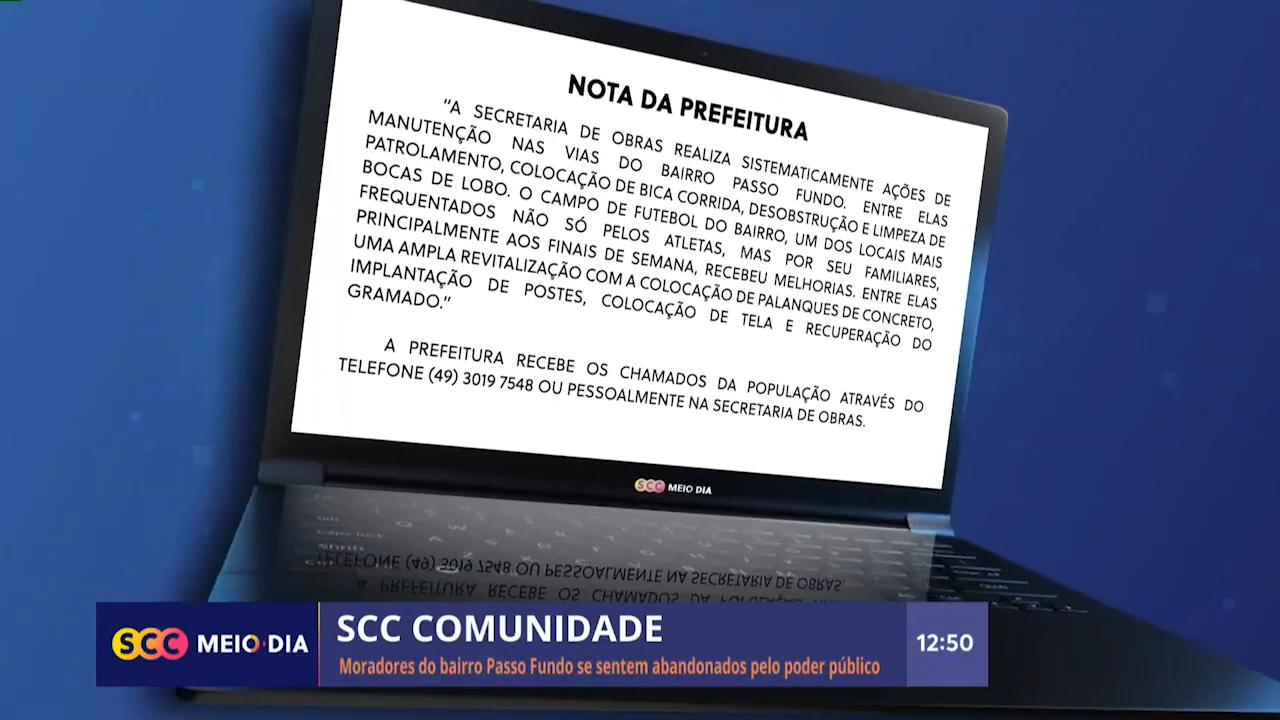 NOTA DA PREFEITURA
"A SECRETARIA DE OBRAS REALIZA SISTEMATICAMENTE AÇÕES DE
MANUTENÇÃO NAS VIAS DO BAIRRO PASSO FUNDO. ENTRE ELAS
PATROLAMENTO, COLOCAÇÃO DE BICA CORRIDA, DESOBSTRUÇÃO E LIMPEZA DE
BOCAS DE LOBO. O CAMPO DE FUTEBOL DO BAIRRO, UM DOS LOCAIS MAIS
FREQUENTADOS NÃO SÓ PELOS ATLETAS, MAS POR SEU FAMILIARES,
PRINCIPALMENTE AOS FINAIS DE SEMANA, RECEBEU MELHORIAS. ENTRE ELAS
UMA AMPLA REVITALIZAÇÃO COM A COLOCAÇÃO DE PALANQUES DE CONCRETO,
IMPLANTAÇÃO DE POSTES, COLOCAÇÃO DE TELA E RECUPERAÇÃO DO
GRAMADO."
A PREFEITURA RECEBE OS CHAMADOS DA POPULAÇÃO ATRAVÉS DO
TELEFONE (49) 3019 7548 OU PESSOALMENTE NA SECRETARIA DE OBRAS.
SCC MEIO DIA
SCC MEIO·DIA
SCC COMUNIDADE
Moradores do bairro Passo Fundo se sentem abandonados pelo poder público
12:50